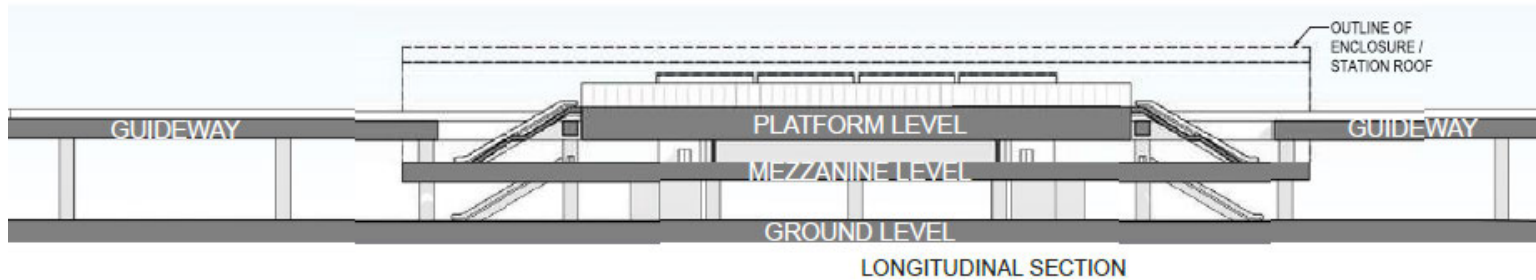 OUTLINE OF
ENCLOSURE /
STATION ROOF
GUIDEWAY
PLATFORM LEVEL
GUIDEWAY
MEZZANINE LEVEL
GROUND LEVEL
LONGITUDINAL SECTION